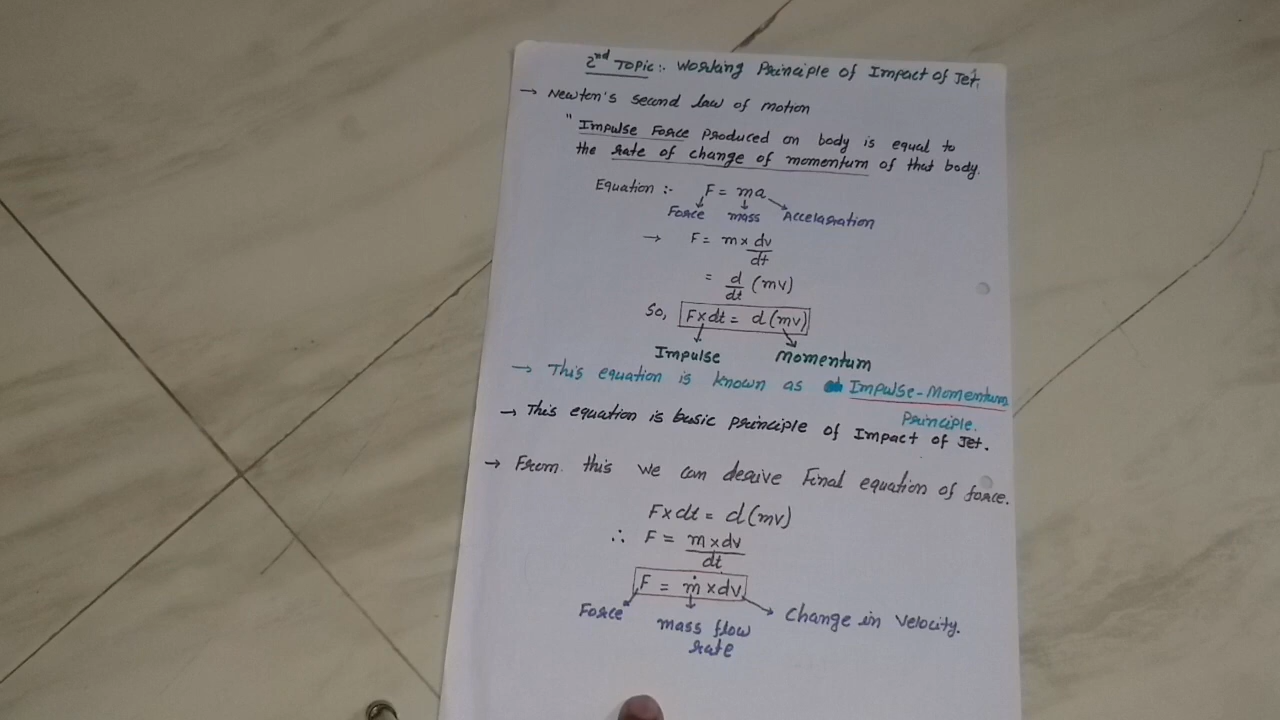 2nd Topic:- Working Principle of Impact of Jet.
→ Newton's second law of motion
"Impulse Force produced on body is equal to
the rate of change of momentum of that body.
Equation :- F = ma
Force mass Accelaration
→ F = m x dv/dt
= d/dt (mv)
So, Fxdt = d(mv)
Impulse Momentum
→ This equation is known as Impulse-Momentum
Principle.
→ This equation is basic principle of Impact of Jet.
→ From this we can derive Final equation of force.
Fxdt = d(mv)
∴ F = m x dv/dt
F = ṁ x dv
Force mass flow rate Change in velocity.